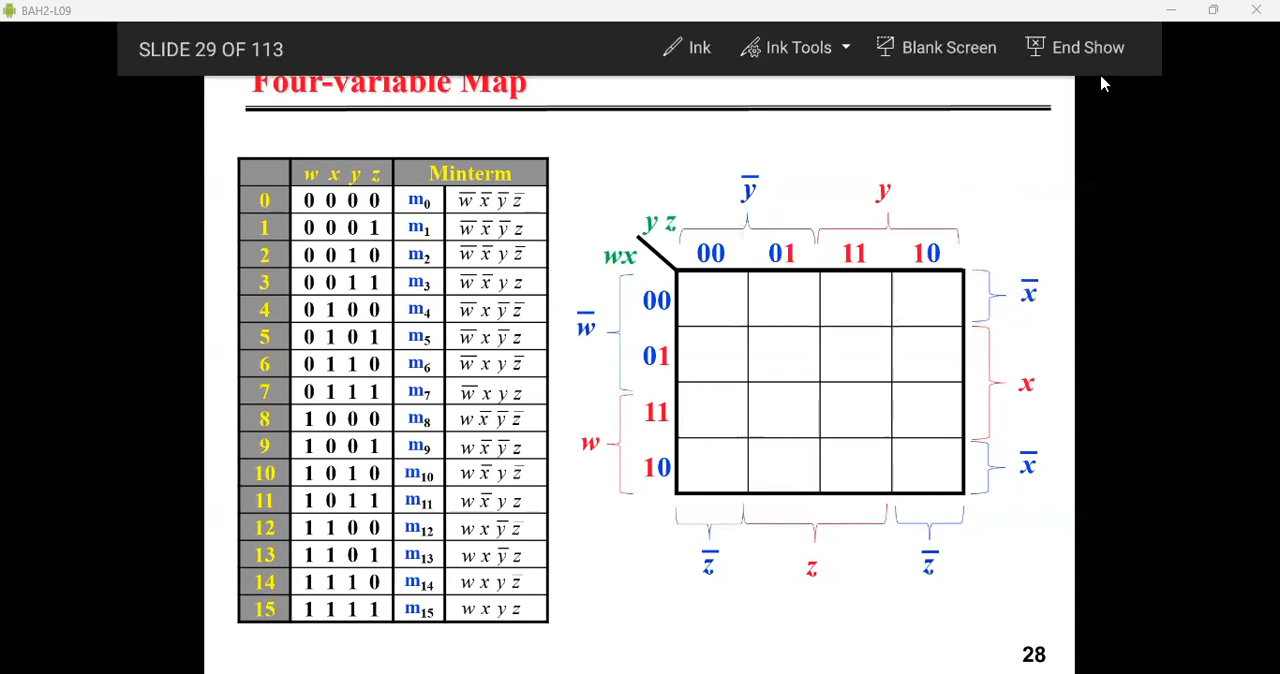 BAH2-L09
SLIDE 29 OF 113
Ink
Ink Tools
Blank Screen
End Show
Four-variable Map
w x y z Minterm
0 0 0 0 0 m₀ w̅ x̅ y̅ z̅
1 0 0 0 1 m₁ w̅ x̅ y̅ z
2 0 0 1 0 m₂ w̅ x̅ y z̅
3 0 0 1 1 m₃ w̅ x̅ y z
4 0 1 0 0 m₄ w̅ x y̅ z̅
5 0 1 0 1 m₅ w̅ x y̅ z
6 0 1 1 0 m₆ w̅ x y z̅
7 0 1 1 1 m₇ w̅ x y z
8 1 0 0 0 m₈ w x̅ y̅ z̅
9 1 0 0 1 m₉ w x̅ y̅ z
10 1 0 1 0 m₁₀ w x̅ y z̅
11 1 0 1 1 m₁₁ w x̅ y z
12 1 1 0 0 m₁₂ w x y̅ z̅
13 1 1 0 1 m₁₃ w x y̅ z
14 1 1 1 0 m₁₄ w x y z̅
15 1 1 1 1 m₁₅ w x y z
y̅ y
y z
wx
00 01 11 10
00
01
11
10
w̅
w
x̅
x
x̅
z̅ z z̅
28